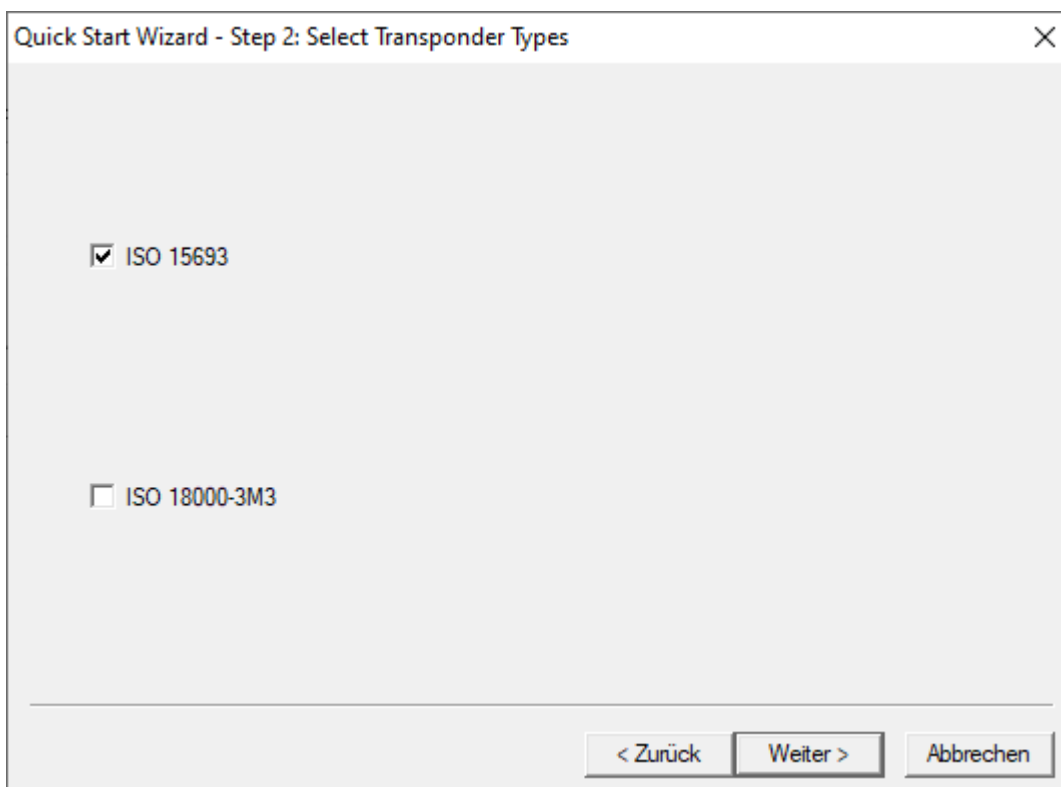 Quick Start Wizard - Step 2: Select Transponder Types
ISO 15693
ISO 18000-3M3
< Zurück Weiter > Abbrechen